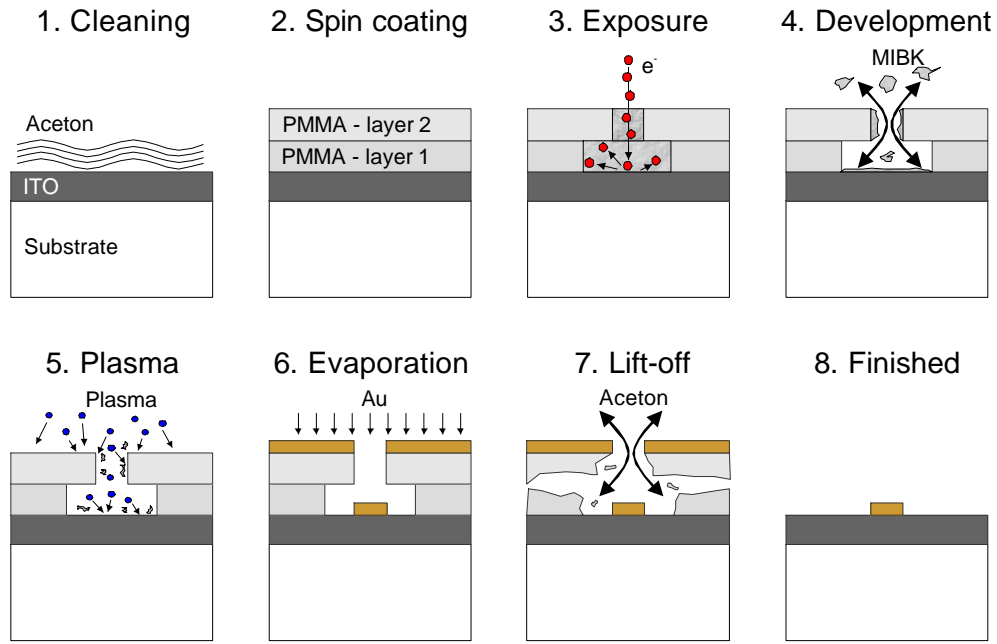 1. Cleaning
2. Spin coating
3. Exposure
4. Development
Aceton
ITO
Substrate
PMMA - layer 2
PMMA - layer 1
e⁻
MIBK
5. Plasma
6. Evaporation
7. Lift-off
8. Finished
Plasma
Au
Aceton